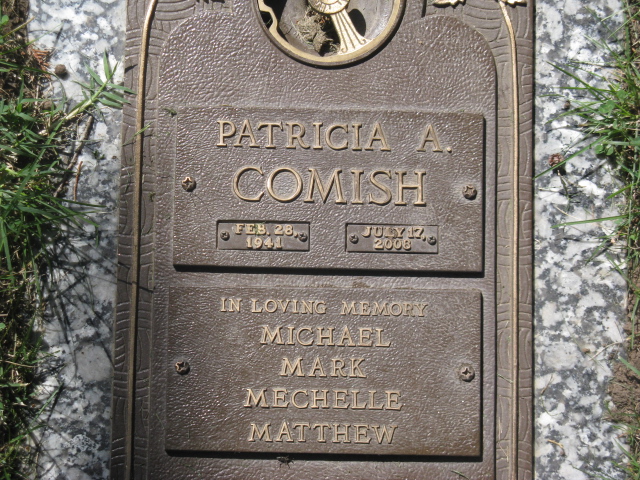 PATRICIA A.
COMISH
FEB. 28, JULY 17,
1941 2008
IN LOVING MEMORY
MICHAEL
MARK
MECHELLE
MATTHEW